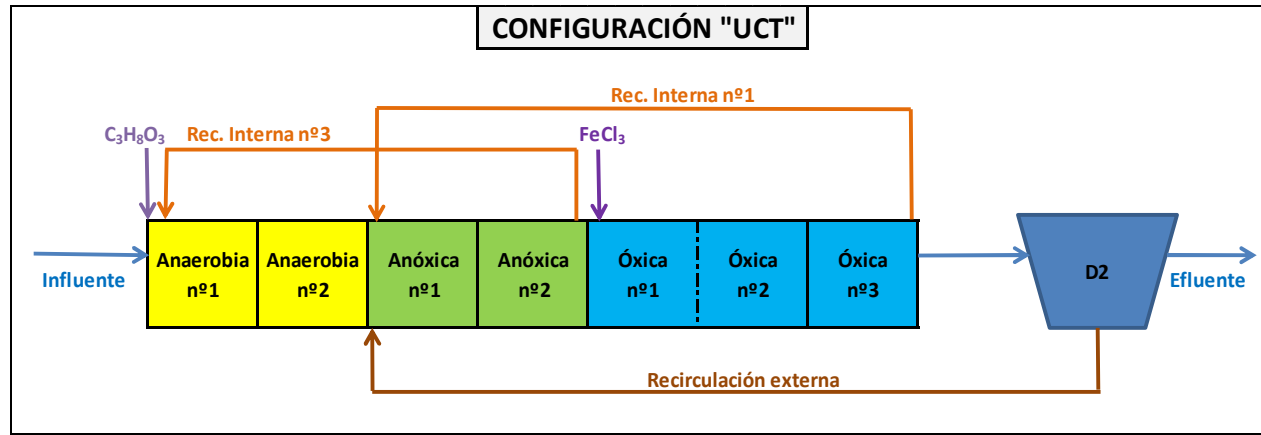 CONFIGURACIÓN "UCT"
Rec. Interna nº1
C₃H₈O₃
Rec. Interna nº3
FeCl₃
Influente
Anaerobia
nº1
Anaerobia
nº2
Anóxica
nº1
Anóxica
nº2
Óxica
nº1
Óxica
nº2
Óxica
nº3
D2
Efluente
Recirculación externa